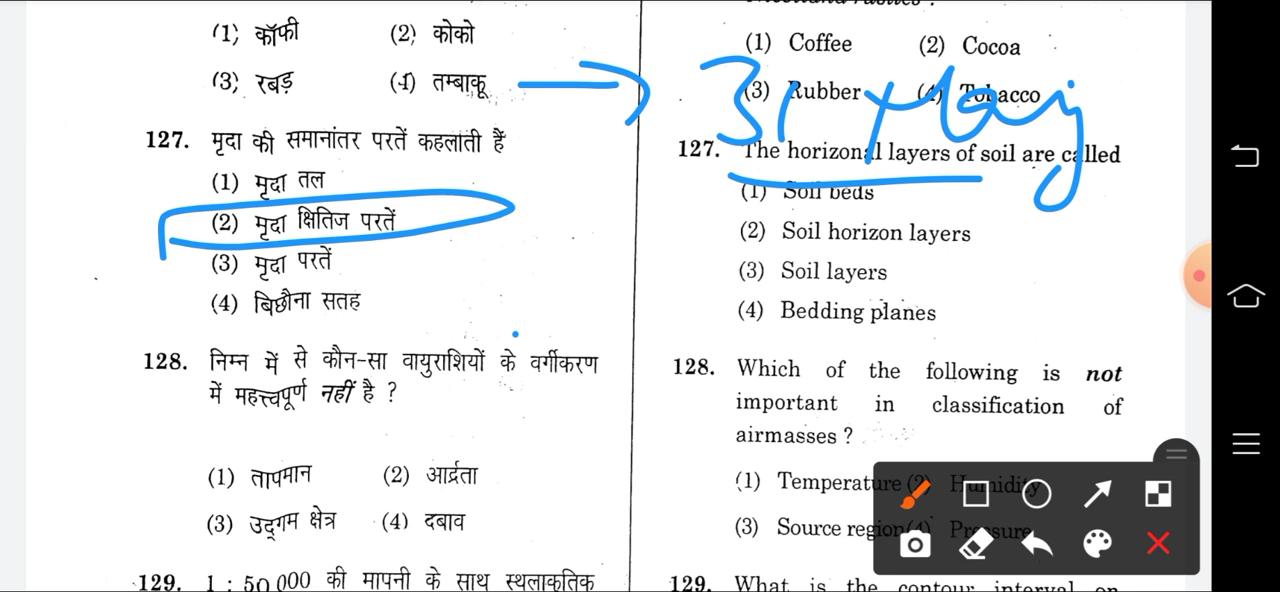 (1) कॉफी (2) कोको
(3) रबड़ (4) तम्बाकू
127. मृदा की समानांतर परतें कहलाती हैं
(1) मृदा तल
(2) मृदा क्षितिज परतें
(3) मृदा परतें
(4) बिछौना सतह
128. निम्न में से कौन-सा वायुराशियों के वर्गीकरण
में महत्त्वपूर्ण नहीं है ?
(1) तापमान (2) आर्द्रता
(3) उद्गम क्षेत्र (4) दबाव
129. 1 : 50 000 की मापनी के साथ स्थलाकृतिक
(1) Coffee (2) Cocoa
(3) Rubber (4) Tobacco
31 May
127. The horizonal layers of soil are called
(1) Soil beds
(2) Soil horizon layers
(3) Soil layers
(4) Bedding planes
128. Which of the following is not
important in classification of
airmasses ?
(1) Temperature (2) Humidity
(3) Source region (4) Pressure
129. What is the contour interval on